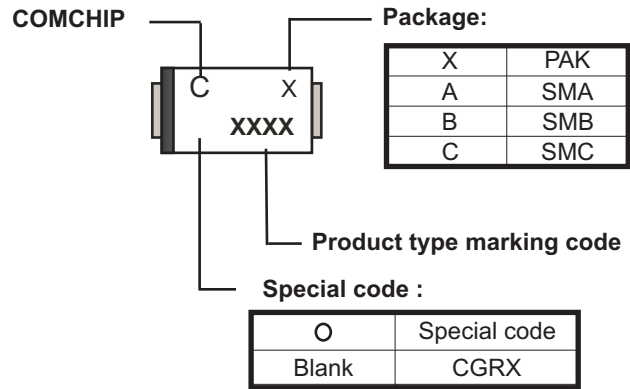 COMCHIP
Package:
X PAK
A SMA
B SMB
C SMC
C X
XXXX
Product type marking code
Special code :
O Special code
Blank CGRX